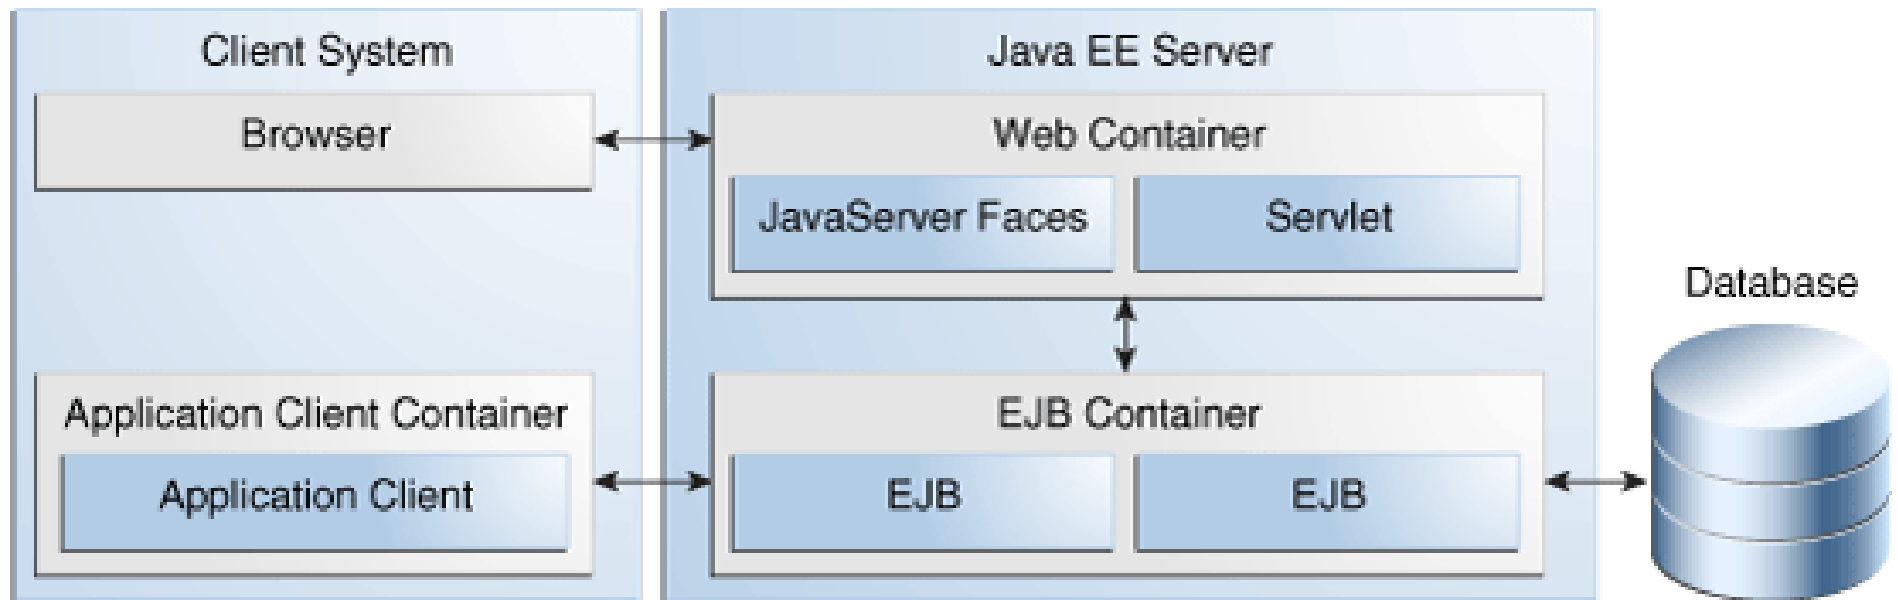 Client System
Browser
Application Client Container
Application Client
Java EE Server
Web Container
JavaServer Faces
Servlet
EJB Container
EJB
EJB
Database